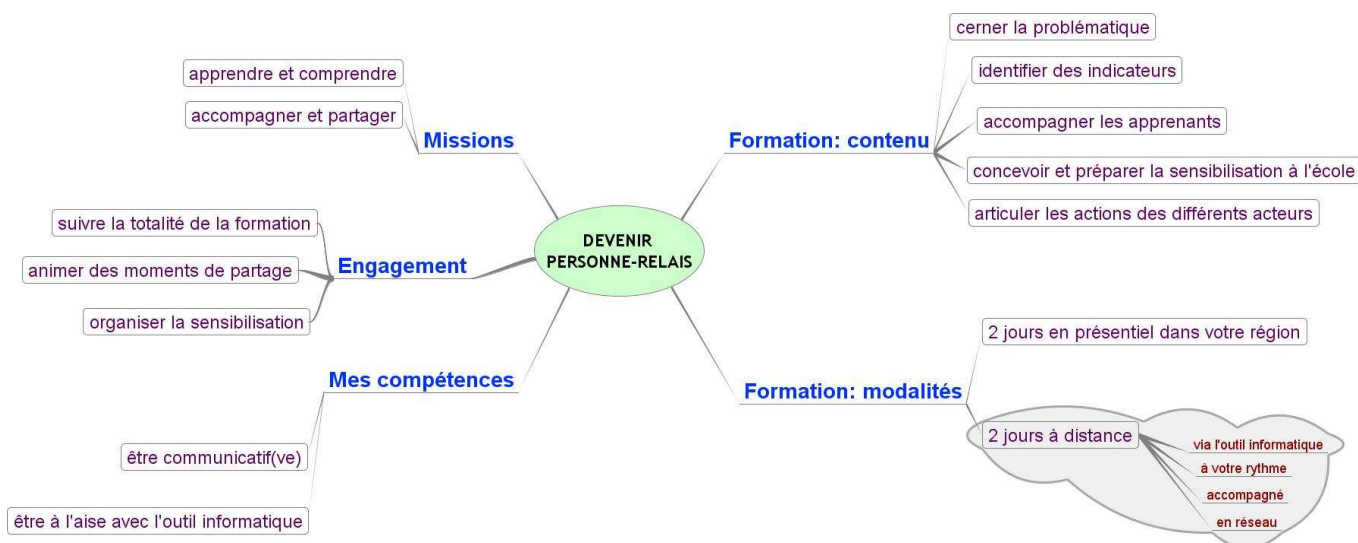 DEVENIR
PERSONNE-RELAIS
Missions
apprendre et comprendre
accompagner et partager
Engagement
suivre la totalité de la formation
animer des moments de partage
organiser la sensibilisation
Mes compétences
être communicatif(ve)
être à l'aise avec l'outil informatique
Formation: contenu
cerner la problématique
identifier des indicateurs
accompagner les apprenants
concevoir et préparer la sensibilisation à l'école
articuler les actions des différents acteurs
Formation: modalités
2 jours en présentiel dans votre région
2 jours à distance
via l'outil informatique
à votre rythme
accompagné
en réseau